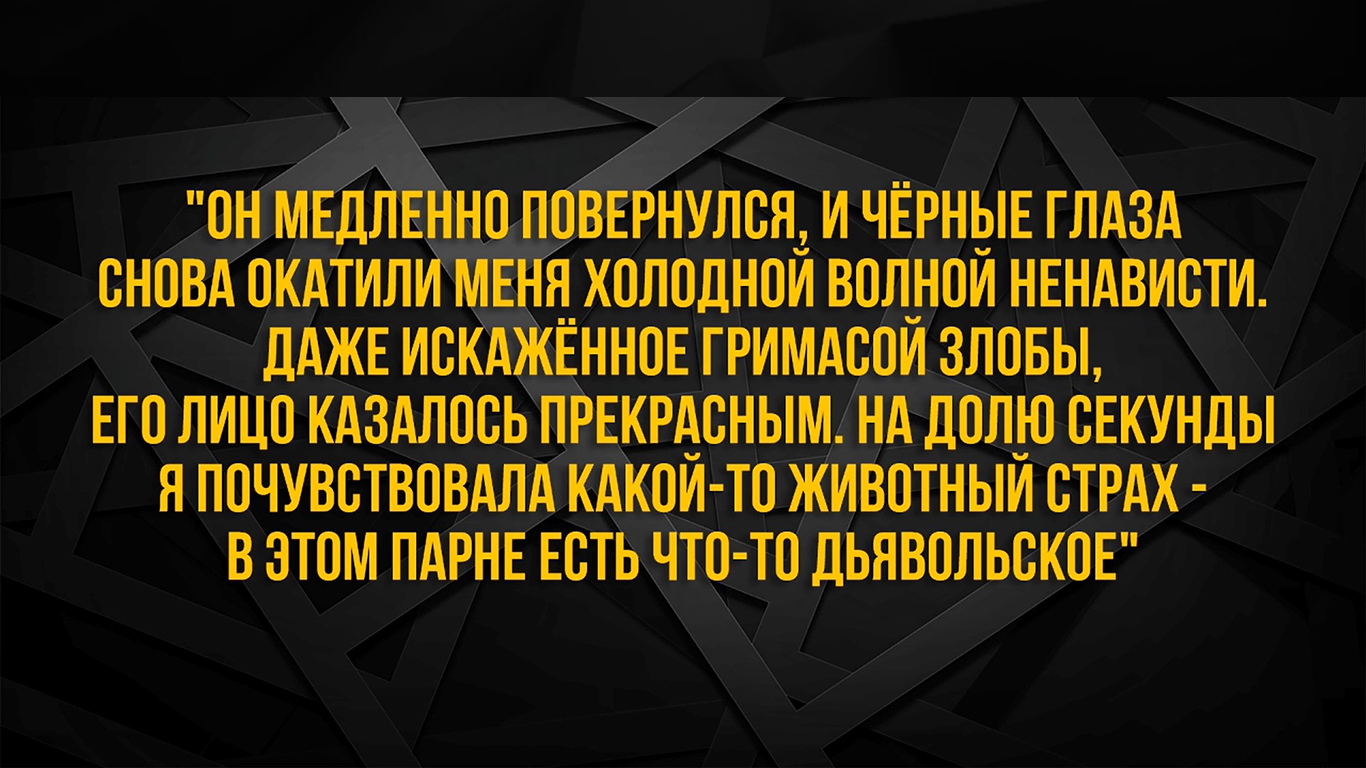 "ОН МЕДЛЕННО ПОВЕРНУЛСЯ, И ЧЁРНЫЕ ГЛАЗА
СНОВА ОКАТИЛИ МЕНЯ ХОЛОДНОЙ ВОЛНОЙ НЕНАВИСТИ.
ДАЖЕ ИСКАЖЁННОЕ ГРИМАСОЙ ЗЛОБЫ,
ЕГО ЛИЦО КАЗАЛОСЬ ПРЕКРАСНЫМ. НА ДОЛЮ СЕКУНДЫ
Я ПОЧУВСТВОВАЛА КАКОЙ-ТО ЖИВОТНЫЙ СТРАХ -
В ЭТОМ ПАРНЕ ЕСТЬ ЧТО-ТО ДЬЯВОЛЬСКОЕ"